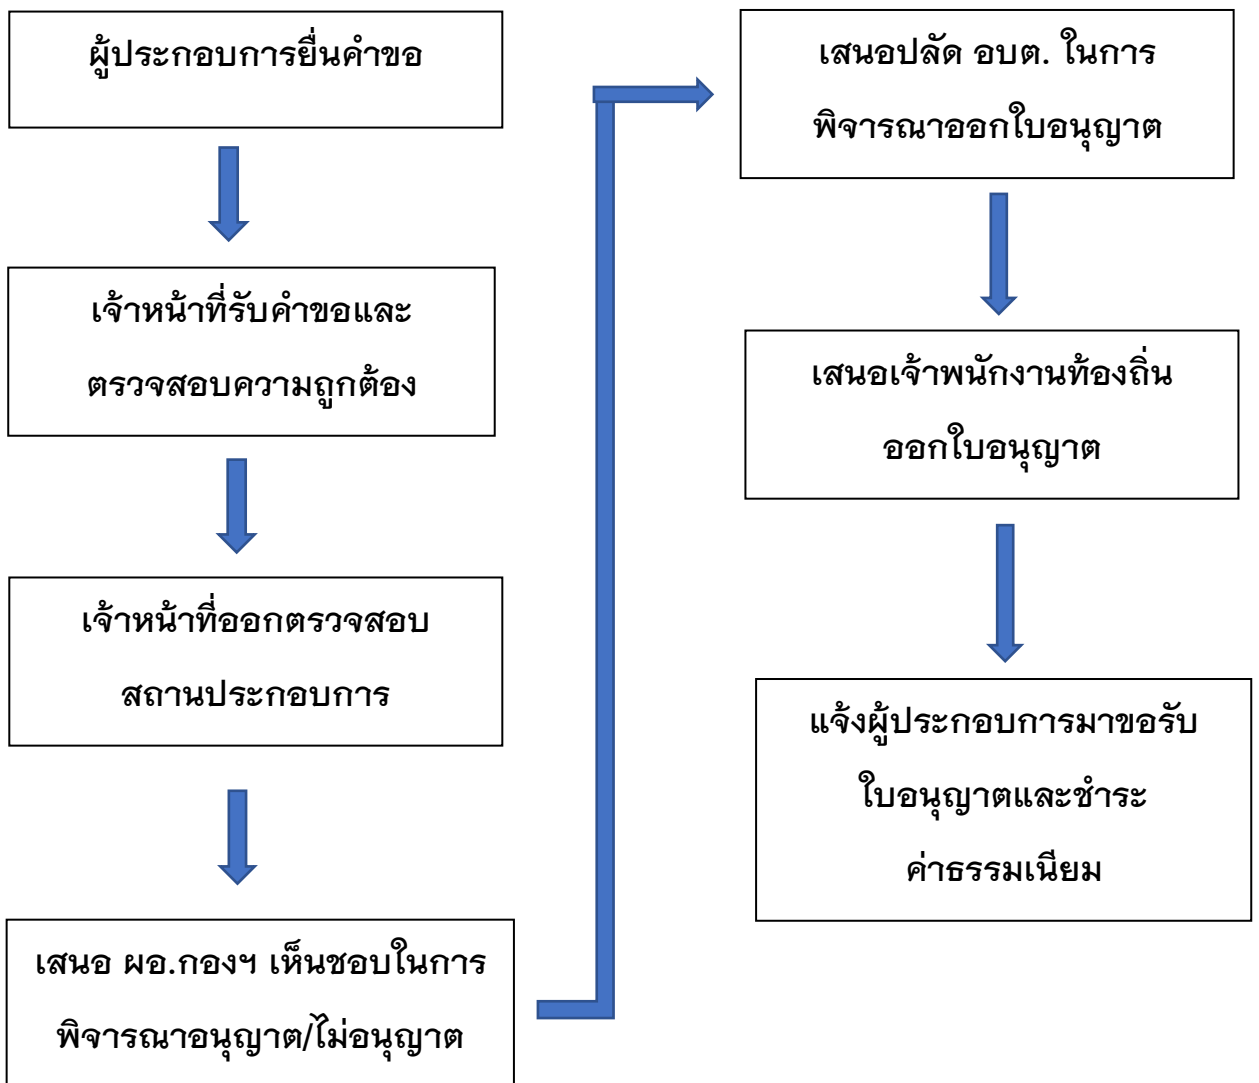 ผู้ประกอบการยื่นคำขอ
เจ้าหน้าที่รับคำขอและ
ตรวจสอบความถูกต้อง
เจ้าหน้าที่ออกตรวจสอบ
สถานประกอบการ
เสนอ ผอ.กองฯ เห็นชอบในการ
พิจารณาอนุญาต/ไม่อนุญาต
เสนอปลัด อบต. ในการ
พิจารณาออกใบอนุญาต
เสนอเจ้าพนักงานท้องถิ่น
ออกใบอนุญาต
แจ้งผู้ประกอบการมาขอรับ
ใบอนุญาตและชำระ
ค่าธรรมเนียม